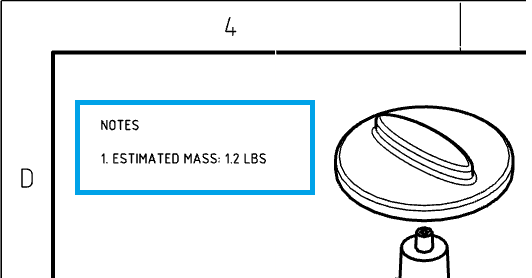 4
NOTES
1. ESTIMATED MASS: 1.2 LBS
D